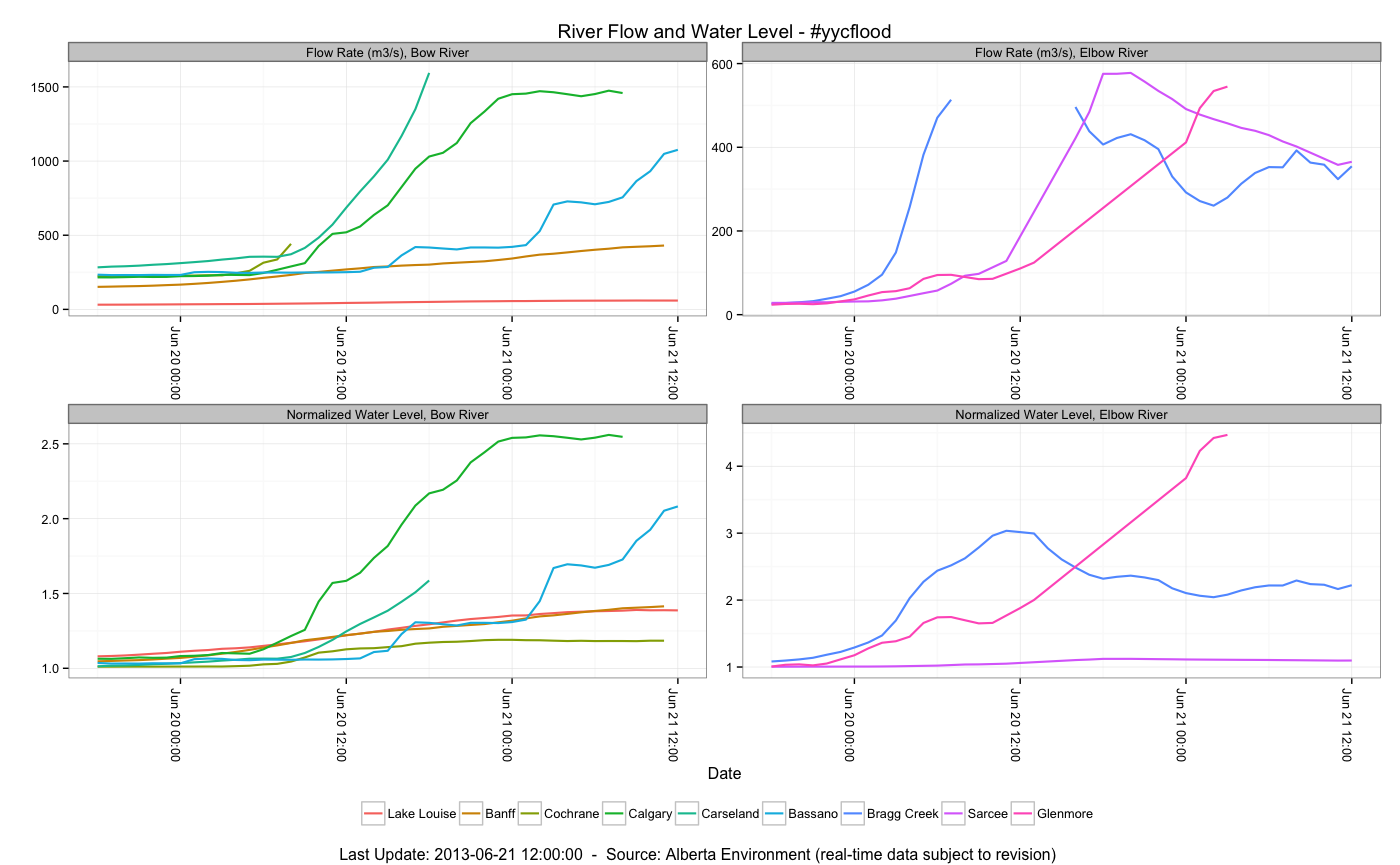 River Flow and Water Level - #yycflood
Flow Rate (m3/s), Bow River
Flow Rate (m3/s), Elbow River
1500
1000
500
0
600
400
200
0
Jun 20 00:00
Jun 20 12:00
Jun 21 00:00
Jun 21 12:00
Jun 20 00:00
Jun 20 12:00
Jun 21 00:00
Jun 21 12:00
Normalized Water Level, Bow River
Normalized Water Level, Elbow River
2.5
2.0
1.5
1.0
4
3
2
1
Jun 20 00:00
Jun 20 12:00
Jun 21 00:00
Jun 21 12:00
Jun 20 00:00
Jun 20 12:00
Jun 21 00:00
Jun 21 12:00
Date
Lake Louise Banff Cochrane Calgary Carseland Bassano Bragg Creek Sarcee Glenmore
Last Update: 2013-06-21 12:00:00 - Source: Alberta Environment (real-time data subject to revision)